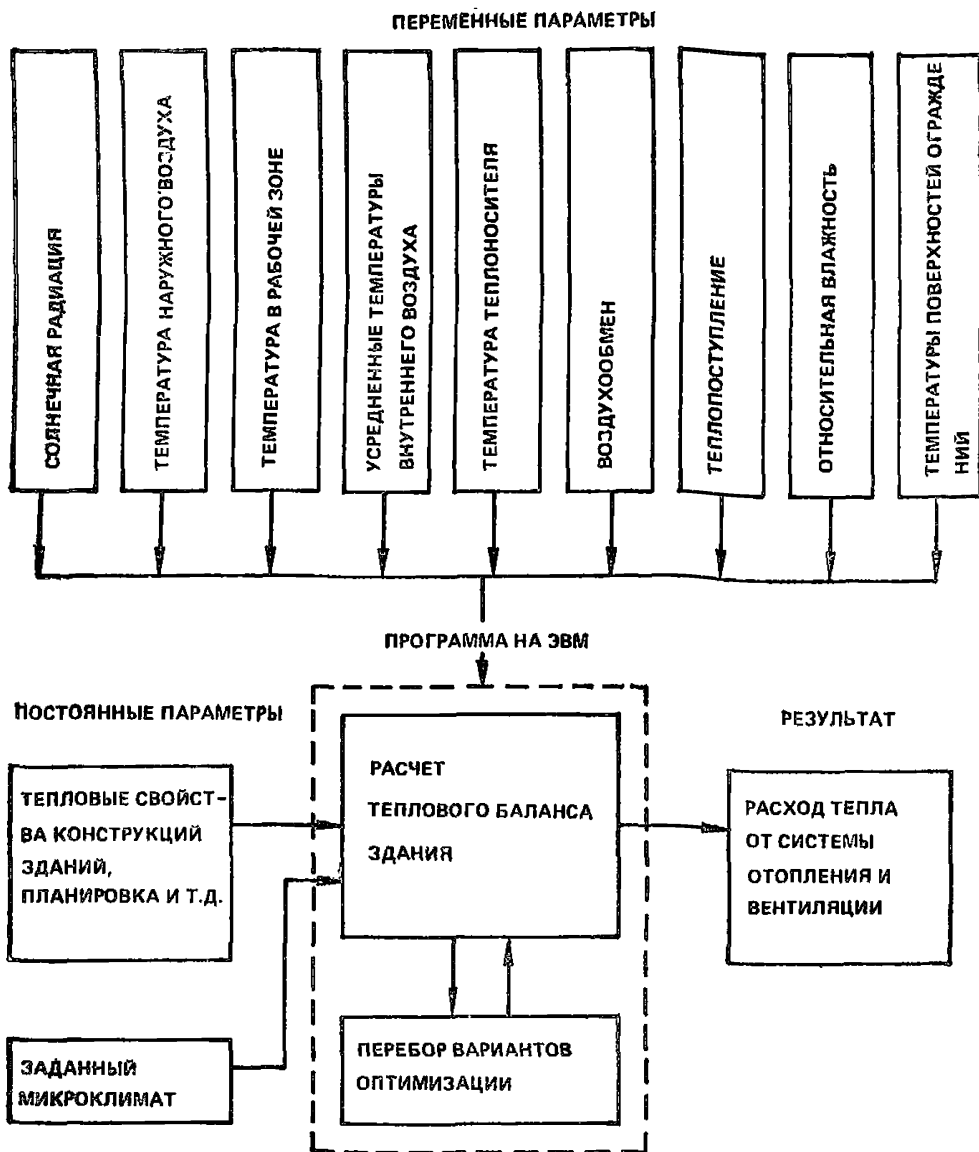 ПЕРЕМЕННЫЕ ПАРАМЕТРЫ
СОЛНЕЧНАЯ РАДИАЦИЯ
ТЕМПЕРАТУРА НАРУЖНОГО ВОЗДУХА
ТЕМПЕРАТУРА В РАБОЧЕЙ ЗОНЕ
УСРЕДНЕННЫЕ ТЕМПЕРАТУРЫ
ВНУТРЕННЕГО ВОЗДУХА
ТЕМПЕРАТУРА ТЕПЛОНОСИТЕЛЯ
ВОЗДУХООБМЕН
ТЕПЛОПОСТУПЛЕНИЕ
ОТНОСИТЕЛЬНАЯ ВЛАЖНОСТЬ
ТЕМПЕРАТУРЫ ПОВЕРХНОСТЕЙ ОГРАЖДЕ
НИЙ
ПРОГРАММА НА ЭВМ
ПОСТОЯННЫЕ ПАРАМЕТРЫ
РЕЗУЛЬТАТ
ТЕПЛОВЫЕ СВОЙСТ-
ВА КОНСТРУКЦИЙ
ЗДАНИЙ,
ПЛАНИРОВКА И Т.Д.
РАСЧЕТ
ТЕПЛОВОГО БАЛАНСА
ЗДАНИЯ
РАСХОД ТЕПЛА
ОТ СИСТЕМЫ
ОТОПЛЕНИЯ И
ВЕНТИЛЯЦИИ
ЗАДАННЫЙ
МИКРОКЛИМАТ
ПЕРЕБОР ВАРИАНТОВ
ОПТИМИЗАЦИИ